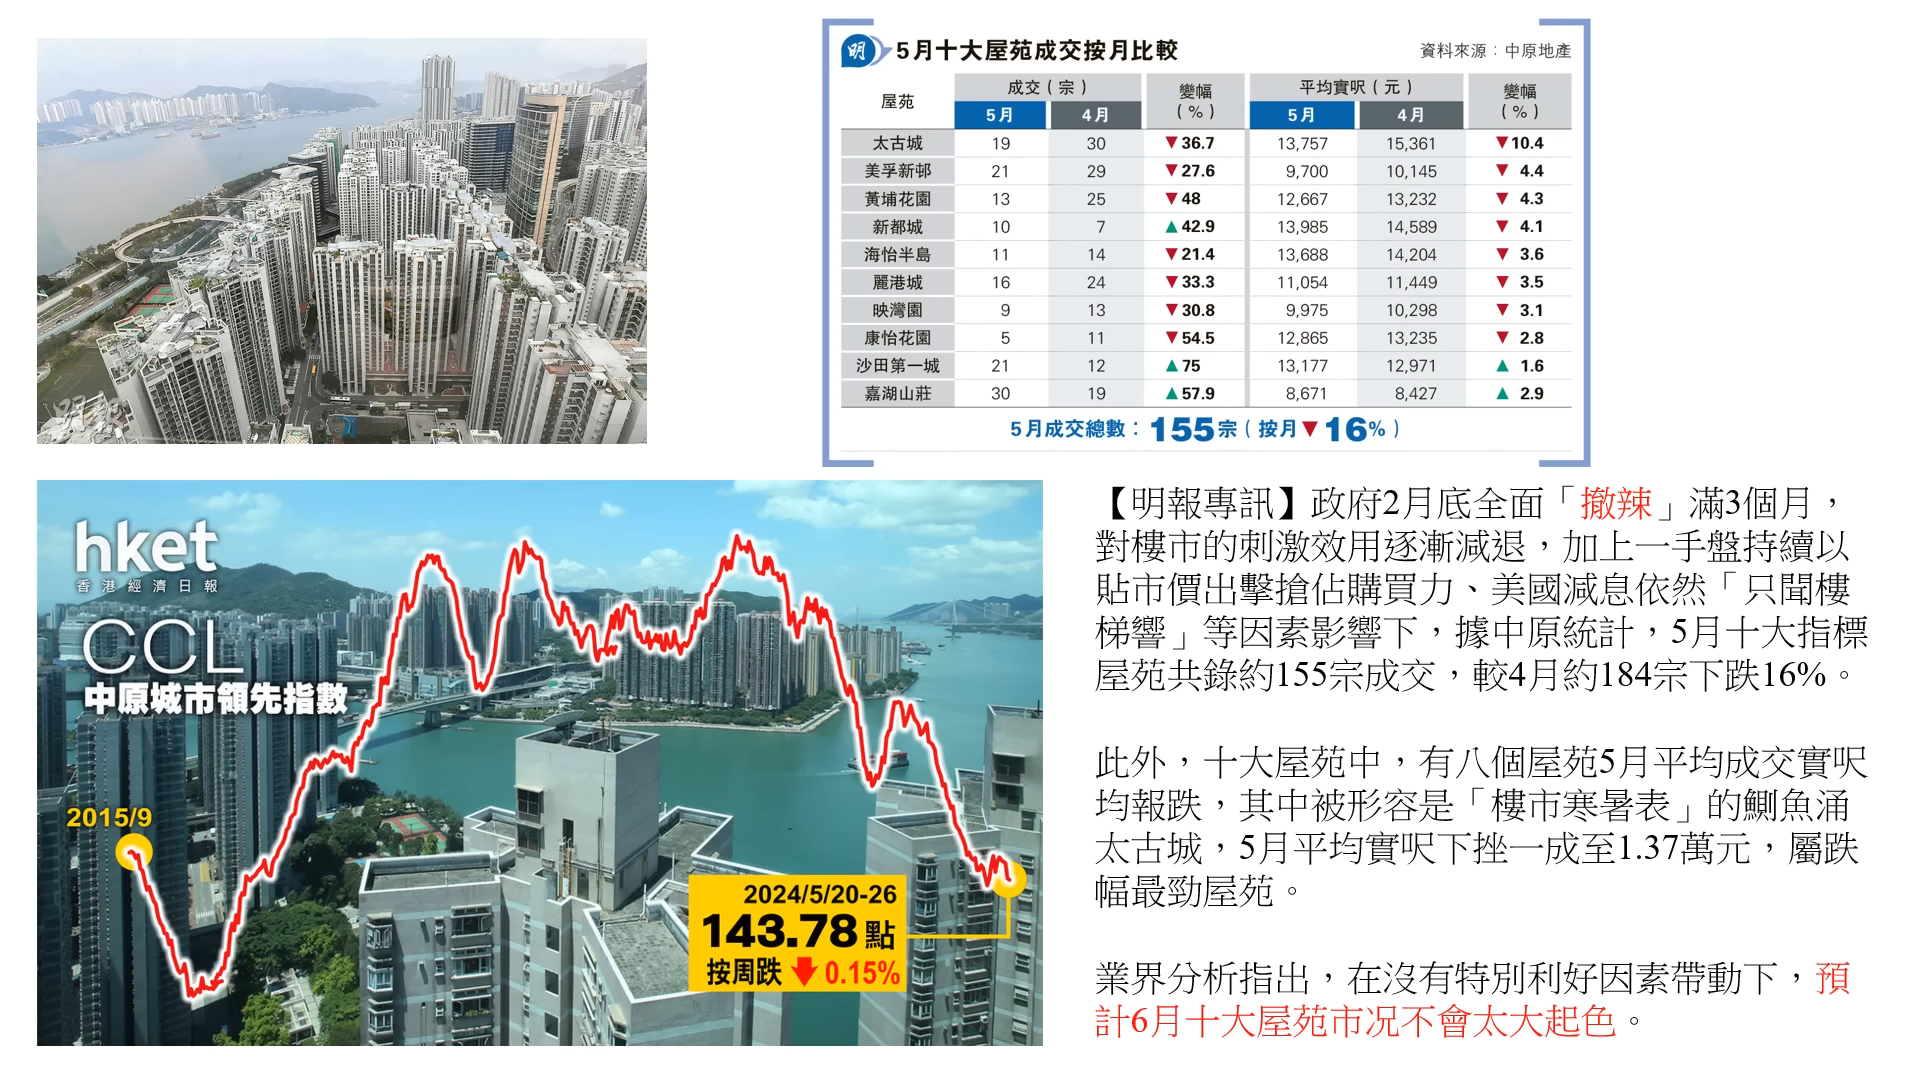 明報
明 5月十大屋苑成交按月比較 資料來源：中原地產
屋苑 成交（宗） 變幅（%） 平均實呎（元） 變幅（%）
5月 4月 5月 4月
太古城 19 30 ▼36.7 13,757 15,361 ▼10.4
美孚新邨 21 29 ▼27.6 9,700 10,145 ▼4.4
黃埔花園 13 25 ▼48 12,667 13,232 ▼4.3
新都城 10 7 ▲42.9 13,985 14,589 ▼4.1
海怡半島 11 14 ▼21.4 13,688 14,204 ▼3.6
麗港城 16 24 ▼33.3 11,054 11,449 ▼3.5
映灣園 9 13 ▼30.8 9,975 10,298 ▼3.1
康怡花園 5 11 ▼54.5 12,865 13,235 ▼2.8
沙田第一城 21 12 ▲75 13,177 12,971 ▲1.6
嘉湖山莊 30 19 ▲57.9 8,671 8,427 ▲2.9
5月成交總數：155宗（按月▼16%）
hket
香港經濟日報
CCL
中原城市領先指數
2015/9
2024/5/20-26
143.78點
按周跌 0.15%
【明報專訊】政府2月底全面「撤辣」滿3個月，
對樓市的刺激效用逐漸減退，加上一手盤持續以
貼市價出擊搶佔購買力、美國減息依然「只聞樓
梯響」等因素影響下，據中原統計，5月十大指標
屋苑共錄約155宗成交，較4月約184宗下跌16%。
此外，十大屋苑中，有八個屋苑5月平均成交實呎
均報跌，其中被形容是「樓市寒暑表」的鰂魚涌
太古城，5月平均實呎下挫一成至1.37萬元，屬跌
幅最勁屋苑。
業界分析指出，在沒有特別利好因素帶動下，預
計6月十大屋苑市况不會太大起色。